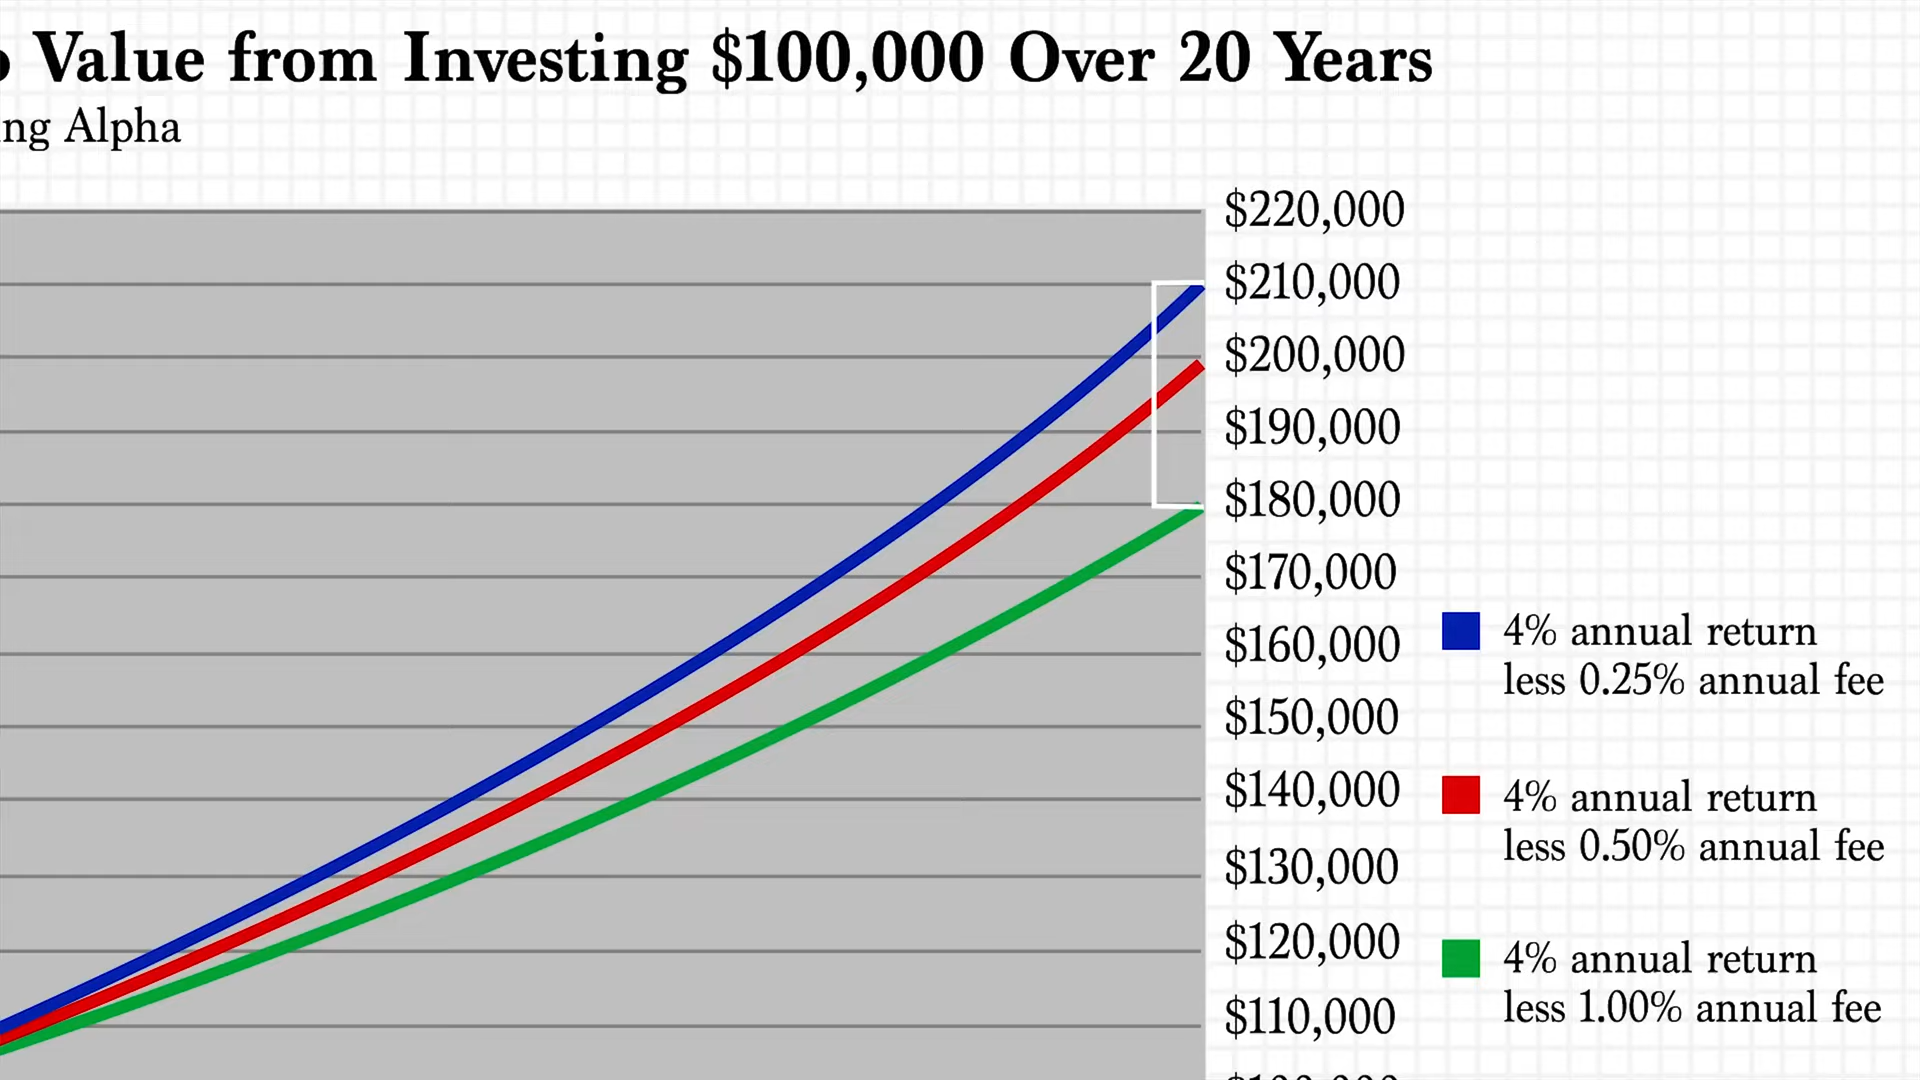 Value from Investing $100,000 Over 20 Years
ing Alpha
$220,000
$210,000
$200,000
$190,000
$180,000
$170,000
$160,000
$150,000
$140,000
$130,000
$120,000
$110,000
4% annual return
less 0.25% annual fee
4% annual return
less 0.50% annual fee
4% annual return
less 1.00% annual fee